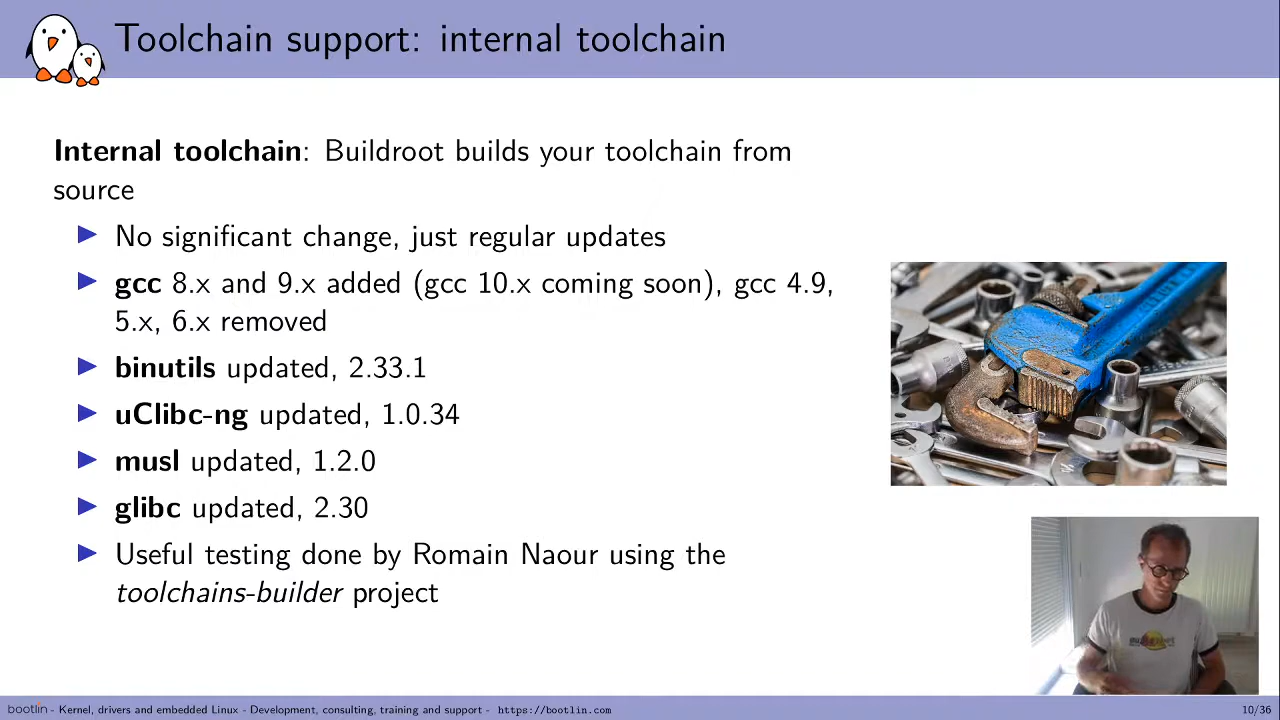 Toolchain support: internal toolchain
Internal toolchain: Buildroot builds your toolchain from
source
No significant change, just regular updates
gcc 8.x and 9.x added (gcc 10.x coming soon), gcc 4.9,
5.x, 6.x removed
binutils updated, 2.33.1
uClibc-ng updated, 1.0.34
musl updated, 1.2.0
glibc updated, 2.30
Useful testing done by Romain Naour using the
toolchains-builder project
bootlin - Kernel, drivers and embedded Linux - Development, consulting, training and support - https://bootlin.com
10/36